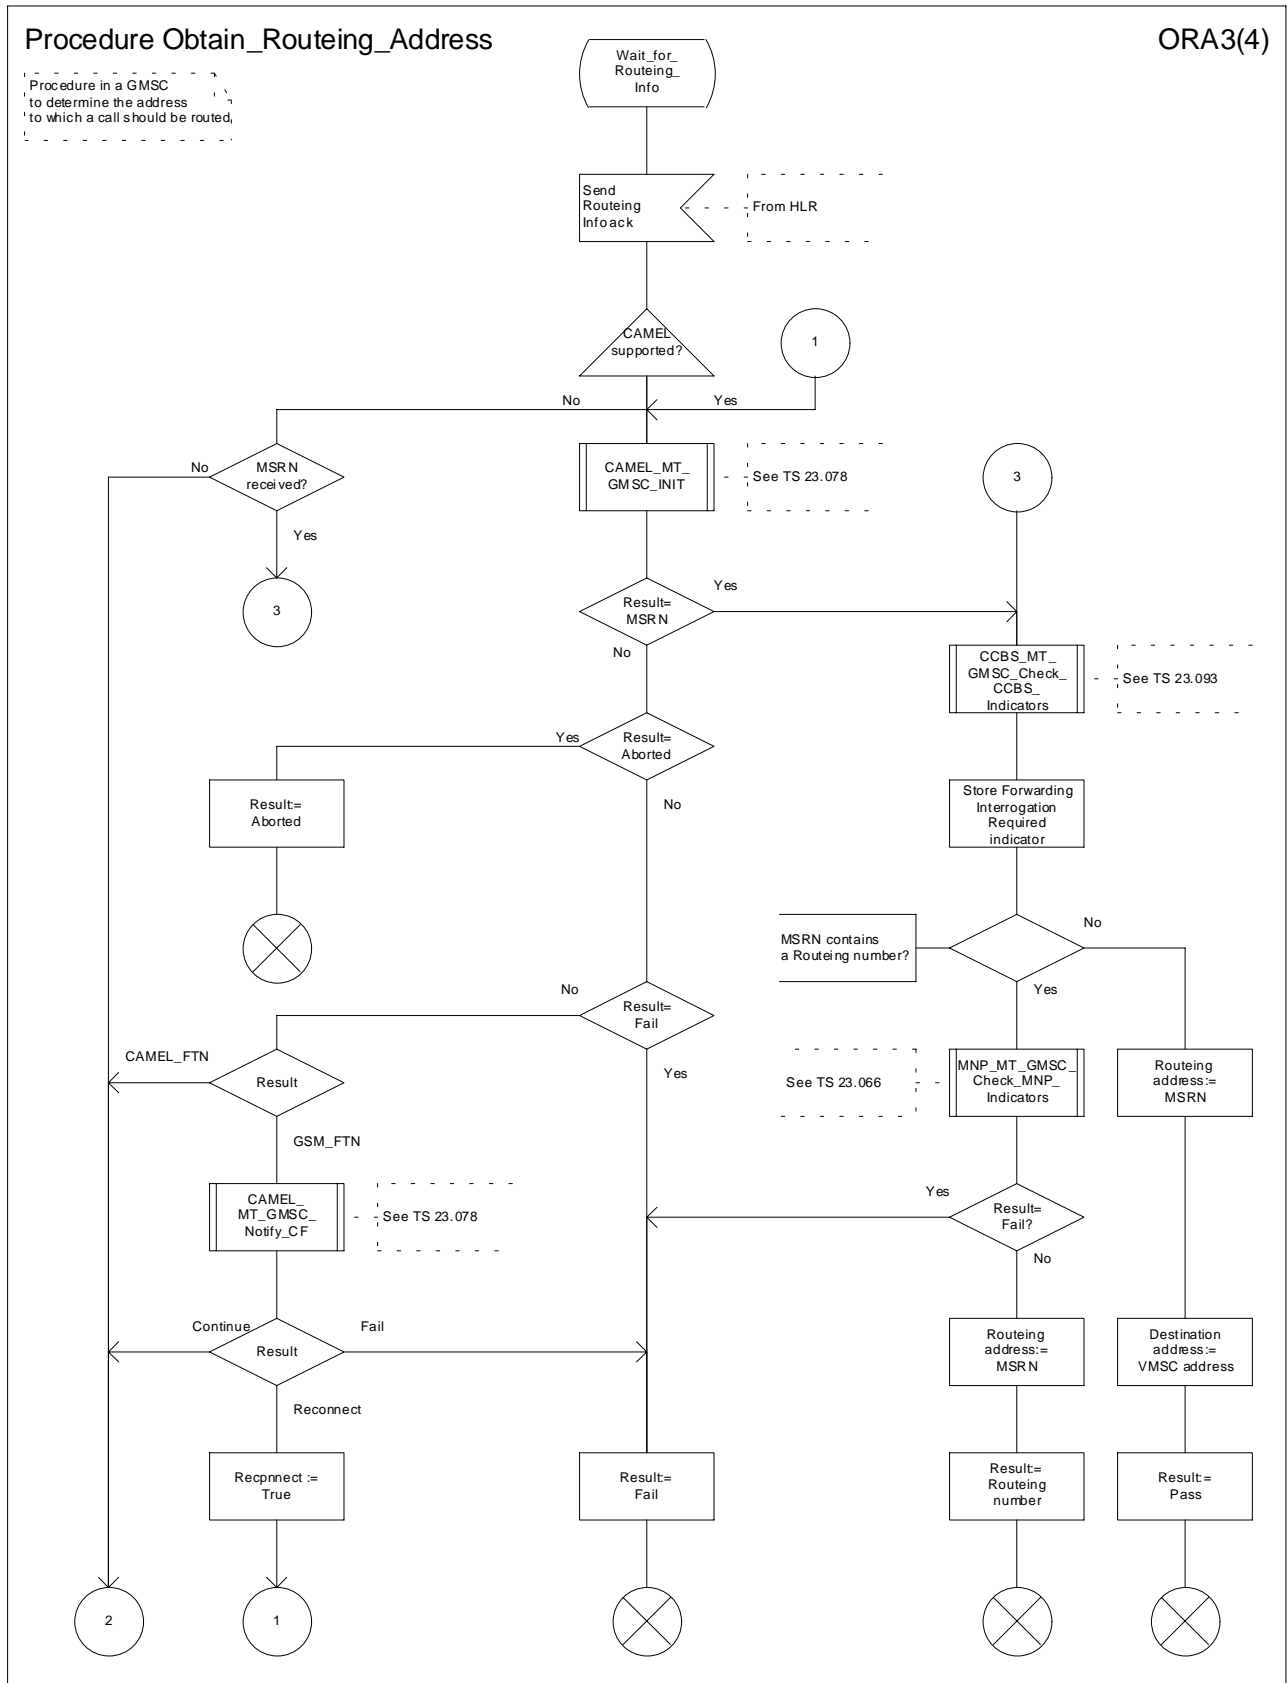 Procedure Obtain_Routeing_Address
ORA3(4)
Procedure in a GMSC
to determine the address
to which a call should be routed
Wait_for_
Routeing_
Info
Send
Routeing
Info ack
From HLR
CAMEL
supported?
1
No
Yes
MSRN
received?
No
Yes
3
CAMEL_MT_
GMSC_INIT
See TS 23.078
3
Result=
MSRN
Yes
No
CCBS_MT_
GMSC_Check_
CCBS_
Indicators
See TS 23.093
Result=
Aborted
Yes
No
Result:=
Aborted
Store Forwarding
Interrogation
Required
indicator
MSRN contains
a Routeing number?
No
Yes
Result=
Fail
No
Yes
CAMEL_FTN
Result
GSM_FTN
See TS 23.066
MNP_MT_GMSC_
Check_MNP_
Indicators
Routeing
address:=
MSRN
CAMEL_
MT_GMSC_
Notify_CF
See TS 23.078
Yes
Result=
Fail?
No
Continue
Result
Fail
Reconnect
Routeing
address:=
MSRN
Destination
address:=
VMSC address
Recpnnect :=
True
Result:=
Fail
Result:=
Routeing
number
Result:=
Pass
2
1